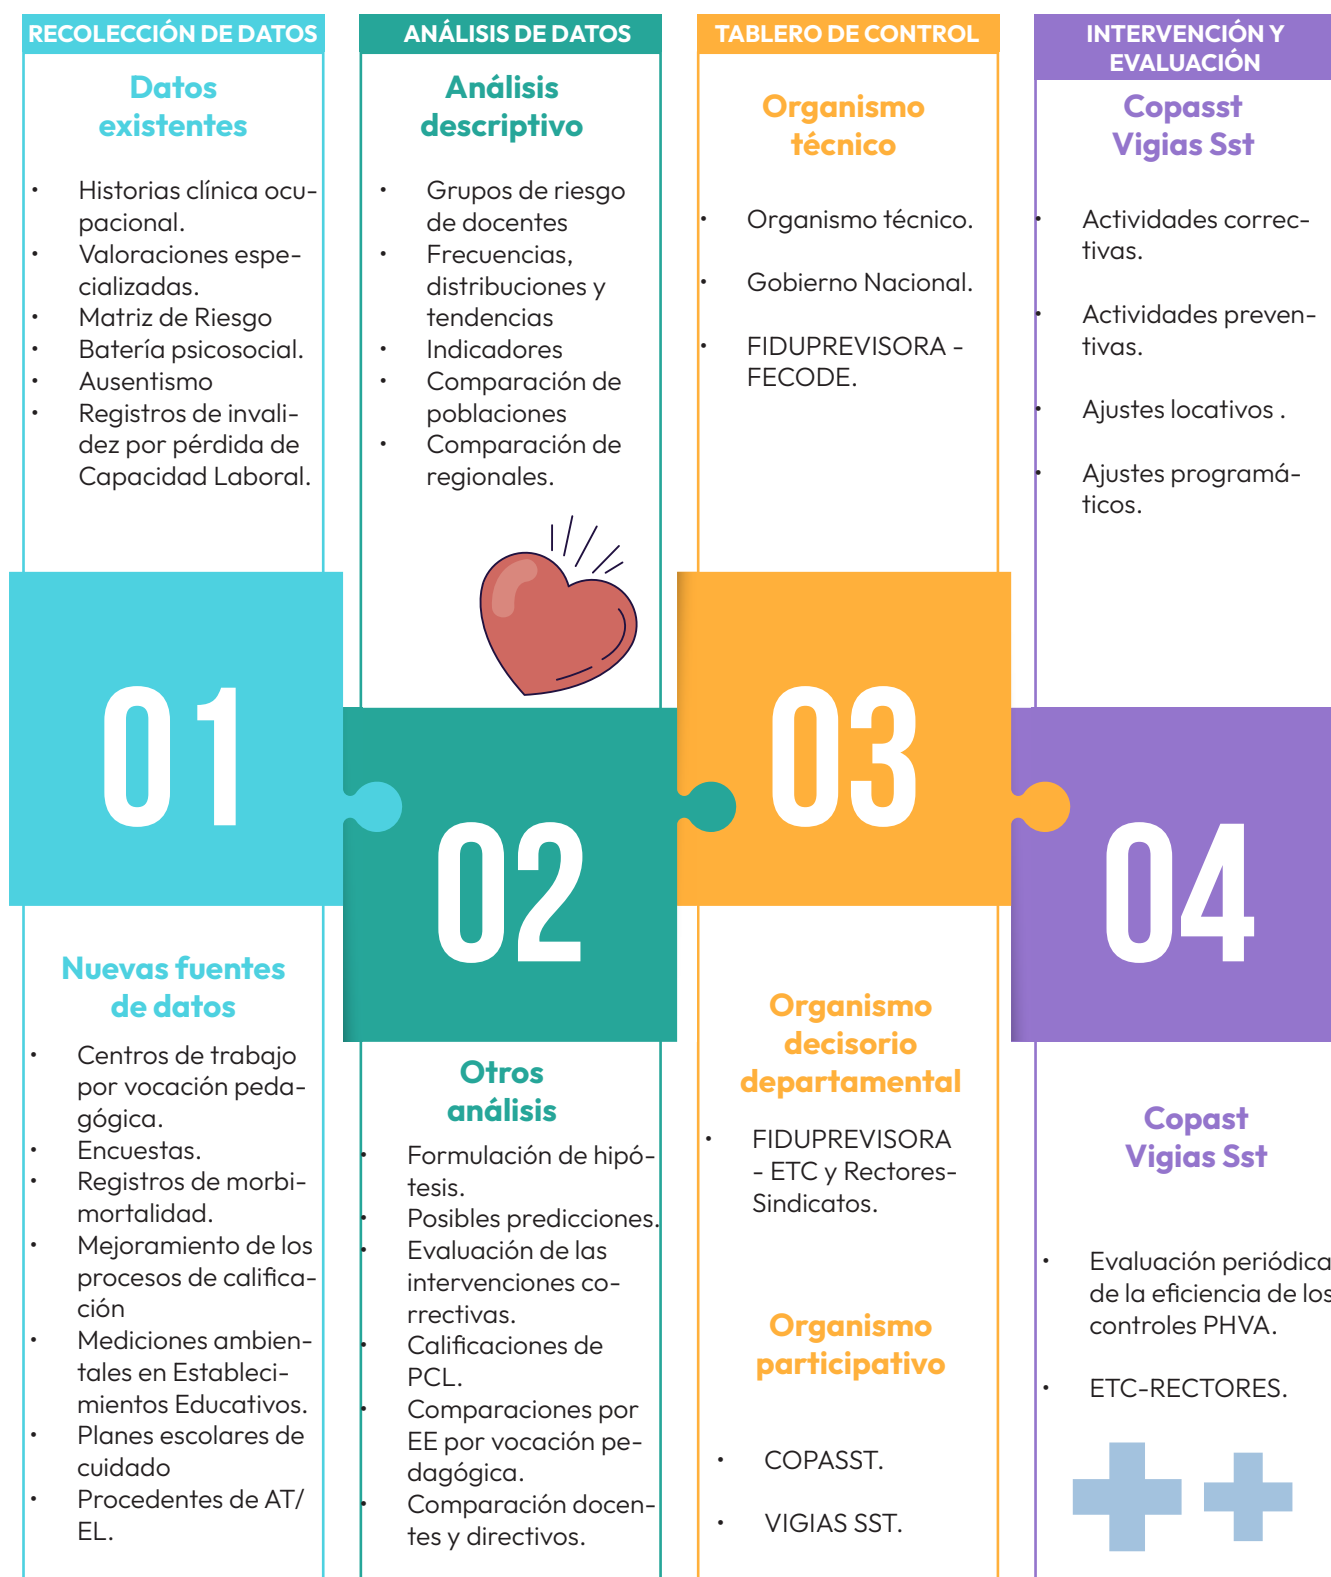 RECOLECCIÓN DE DATOS
Datos
existentes
• Historias clínica ocu-
pacional.
• Valoraciones espe-
cializadas.
• Matriz de Riesgo
• Batería psicosocial.
• Ausentismo
• Registros de invali-
dez por pérdida de
Capacidad Laboral.
01
Nuevas fuentes
de datos
• Centros de trabajo
por vocación peda-
gógica.
• Encuestas.
• Registros de morbi-
mortalidad.
• Mejoramiento de los
procesos de califica-
ción
• Mediciones ambien-
tales en Estableci-
mientos Educativos.
• Planes escolares de
cuidado
• Procedentes de AT/
EL.
ANÁLISIS DE DATOS
Análisis
descriptivo
• Grupos de riesgo
de docentes
• Frecuencias,
distribuciones y
tendencias
• Indicadores
• Comparación de
poblaciones
• Comparación de
regionales.
02
Otros
análisis
• Formulación de hipó-
tesis.
• Posibles predicciones.
• Evaluación de las
intervenciones co-
rrectivas.
• Calificaciones de
PCL.
• Comparaciones por
EE por vocación pe-
dagógica.
• Comparación docen-
tes y directivos.
TABLERO DE CONTROL
Organismo
técnico
• Organismo técnico.
• Gobierno Nacional.
• FIDUPREVISORA -
FECODE.
03
Organismo
decisorio
departamental
• FIDUPREVISORA
- ETC y Rectores-
Sindicatos.
Organismo
participativo
• COPASST.
• VIGIAS SST.
INTERVENCIÓN Y
EVALUACIÓN
Copasst
Vigias Sst
• Actividades correc-
tivas.
• Actividades preven-
tivas.
• Ajustes locativos .
• Ajustes programá-
ticos.
04
Copast
Vigias Sst
• Evaluación periódica
de la eficiencia de los
controles PHVA.
• ETC-RECTORES.